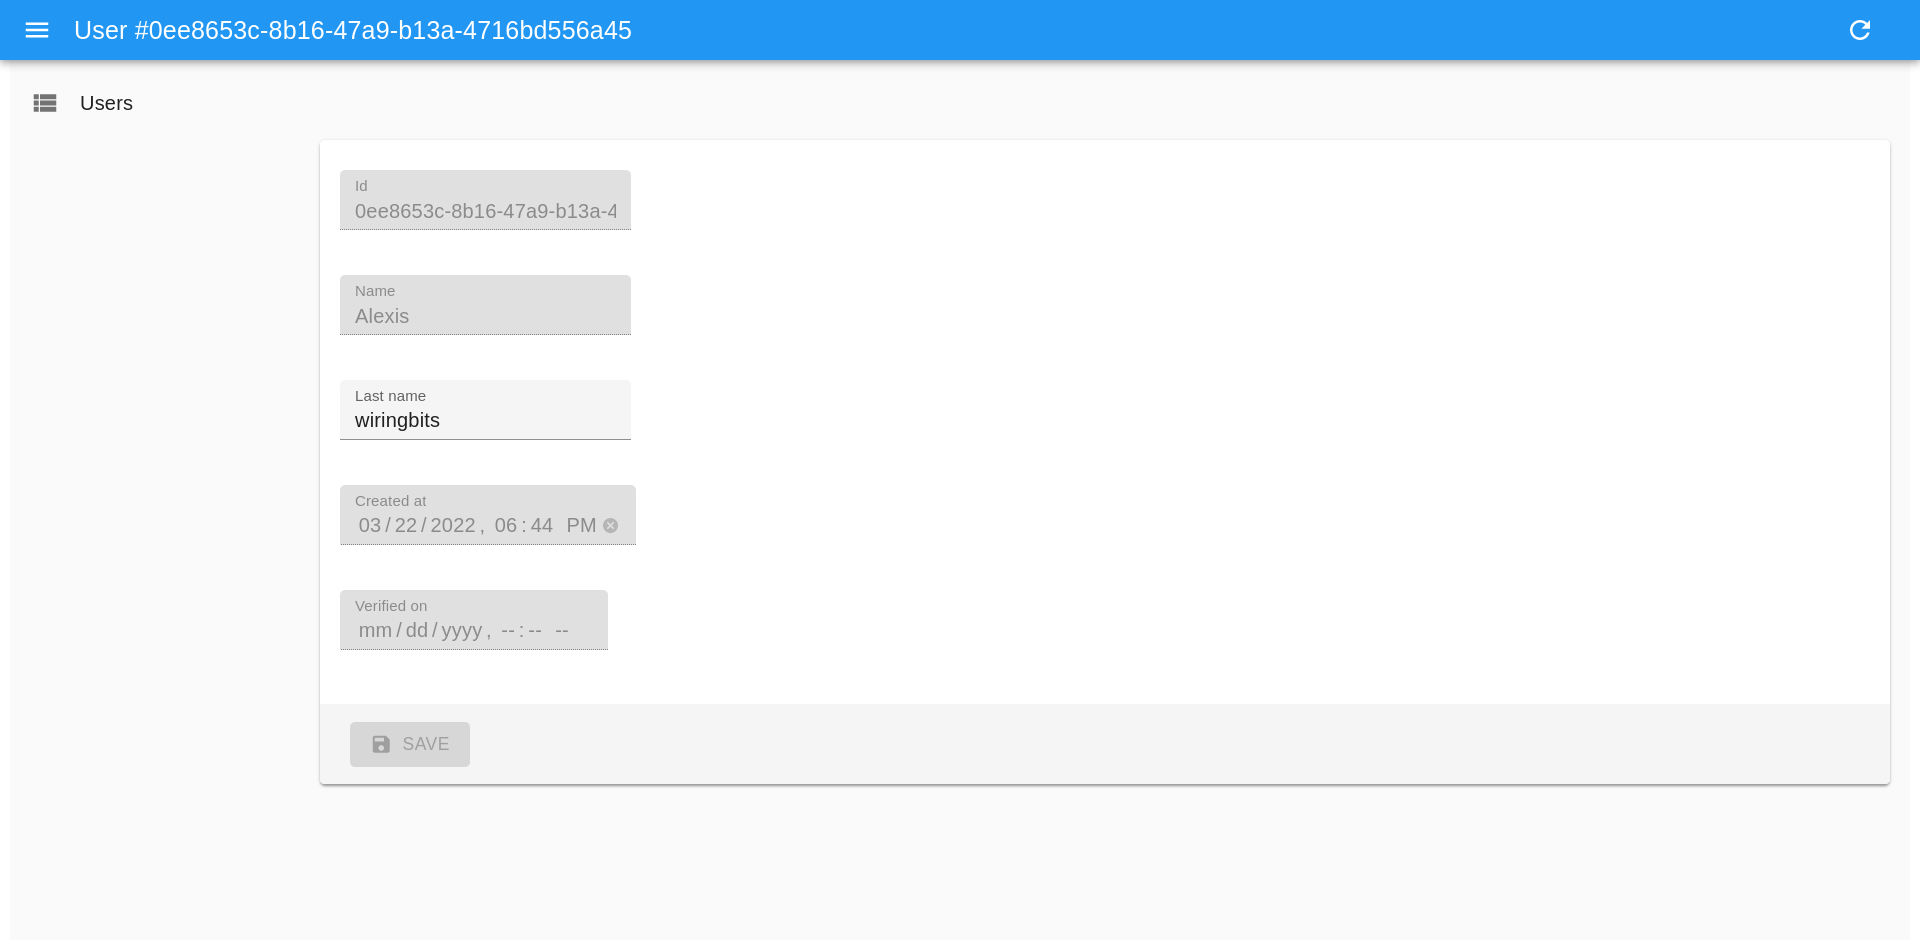 User #0ee8653c-8b16-47a9-b13a-4716bd556a45
Users
Id
0ee8653c-8b16-47a9-b13a-4
Name
Alexis
Last name
wiringbits
Created at
03/22/2022, 06:44 PM
Verified on
mm/dd/yyyy, --:-- --
SAVE